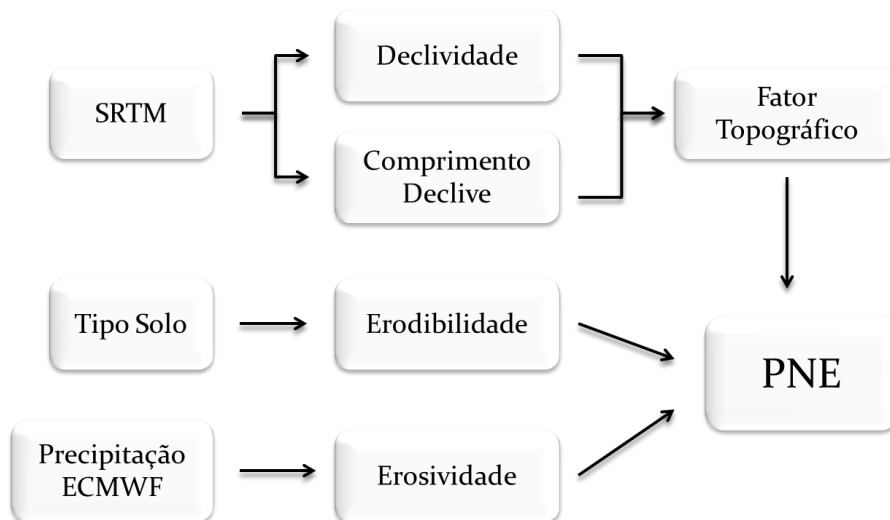 SRTM
Declividade
Comprimento
Declive
Fator
Topográfico
Tipo Solo
Erodibilidade
PNE
Precipitação
ECMWF
Erosividade